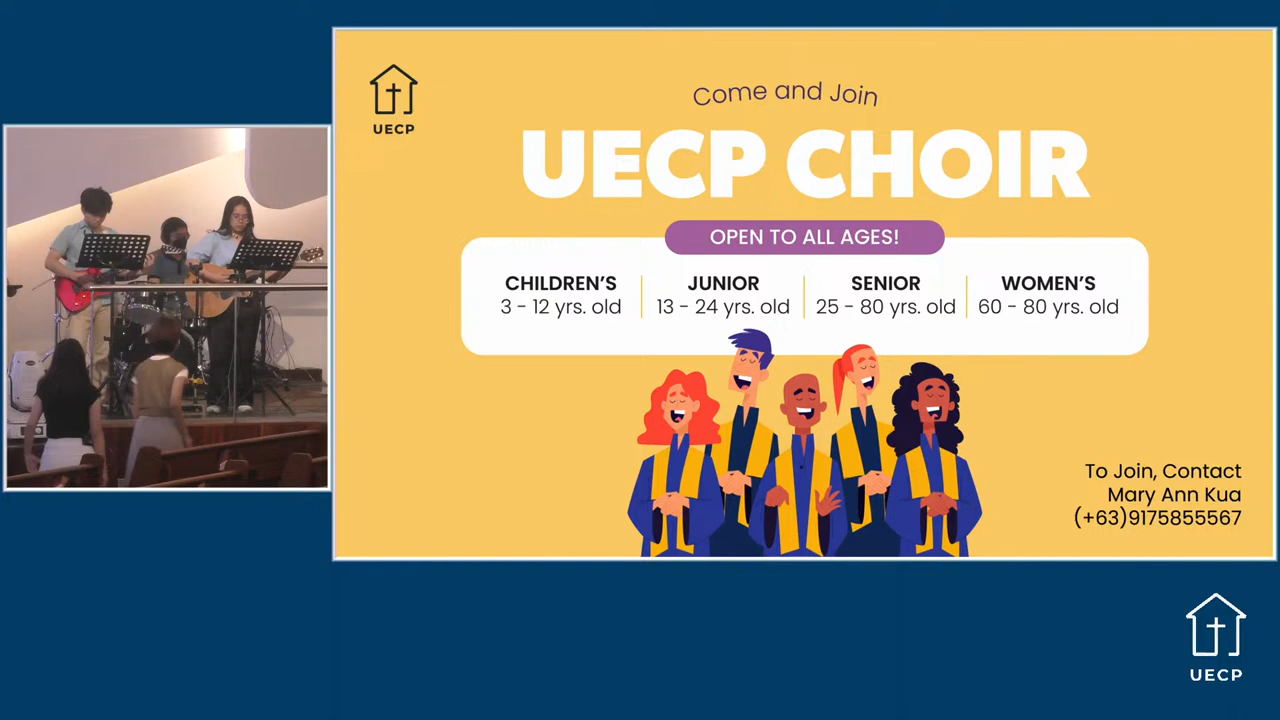 UECP
Come and Join
UECP CHOIR
OPEN TO ALL AGES!
CHILDREN'S
3 - 12 yrs. old
JUNIOR
13 - 24 yrs. old
SENIOR
25 - 80 yrs. old
WOMEN'S
60 - 80 yrs. old
To Join, Contact
Mary Ann Kua
(+63)9175855567
UECP